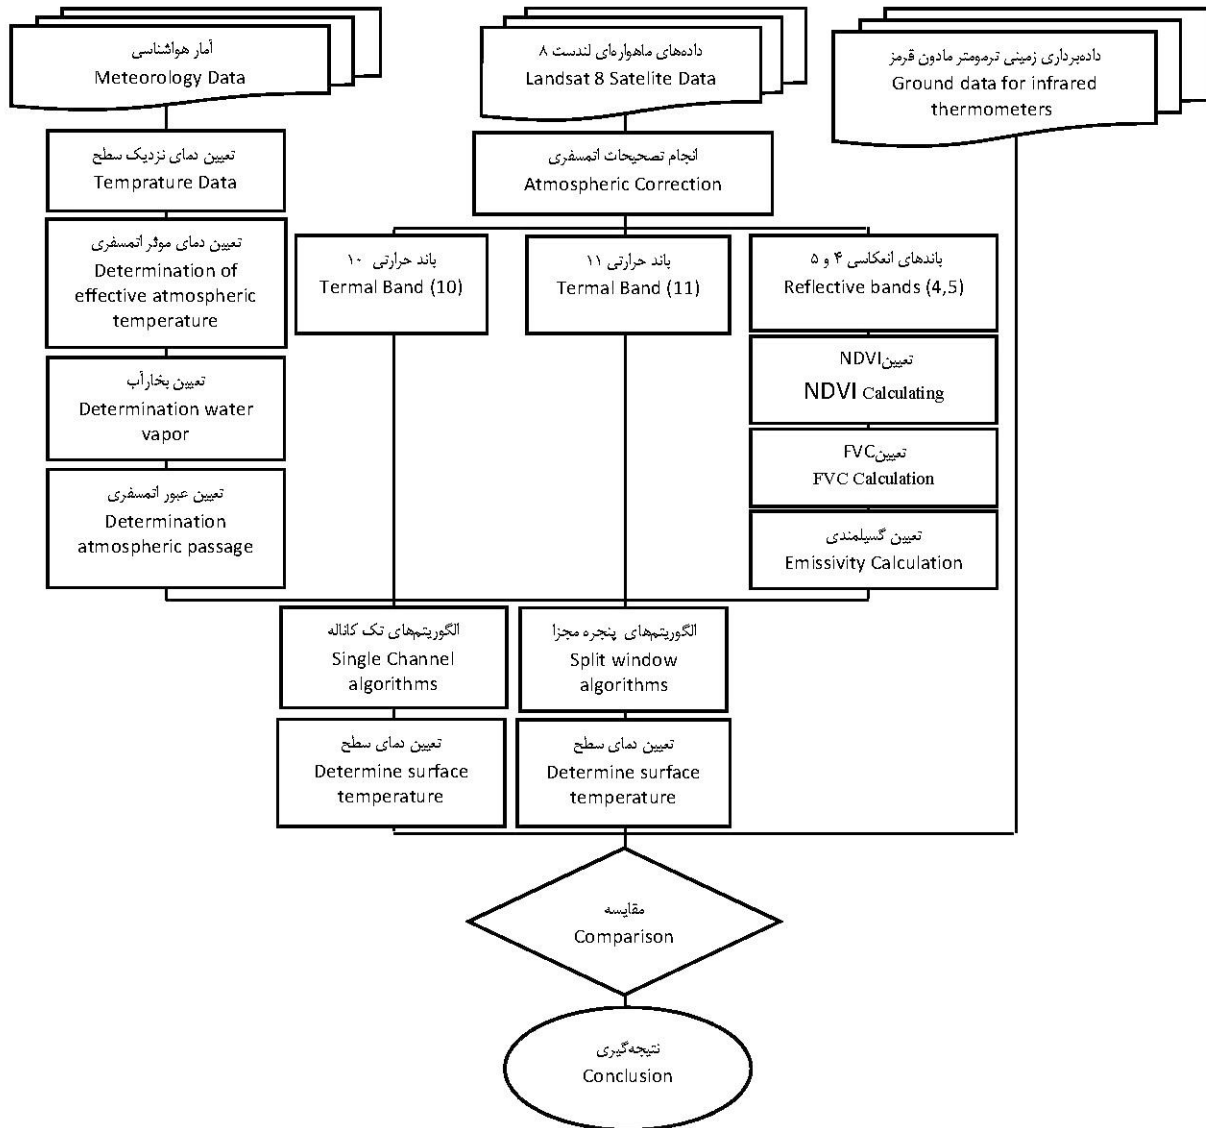 آمار هواشناسی
Meteorology Data
داده‌های ماهواره‌ای لندست ۸
Landsat 8 Satelite Data
داده‌برداری زمینی ترمومتر مادون قرمز
Ground data for infrared
thermometers
تعیین دمای نزدیک سطح
Temprature Data
انجام تصحیحات اتمسفری
Atmospheric Correction
تعیین دمای موثر اتمسفری
Determination of
effective atmospheric
temperature
باند حرارتی ۱۰
Termal Band (10)
باند حرارتی ۱۱
Termal Band (11)
باندهای انعکاسی ۴ و ۵
Reflective bands (4,5)
تعیینNDVI
NDVI Calculating
تعیین بخارآب
Determination water
vapor
تعیینFVC
FVC Calculation
تعیین عبور اتمسفری
Determination
atmospheric passage
تعیین گسیلمندی
Emissivity Calculation
الگوریتم‌های تک کاناله
Single Channel
algorithms
الگوریتم‌های پنجره مجزا
Split window
algorithms
تعیین دمای سطح
Determine surface
temperature
تعیین دمای سطح
Determine surface
temperature
مقایسه
Comparison
نتیجه‌گیری
Conclusion